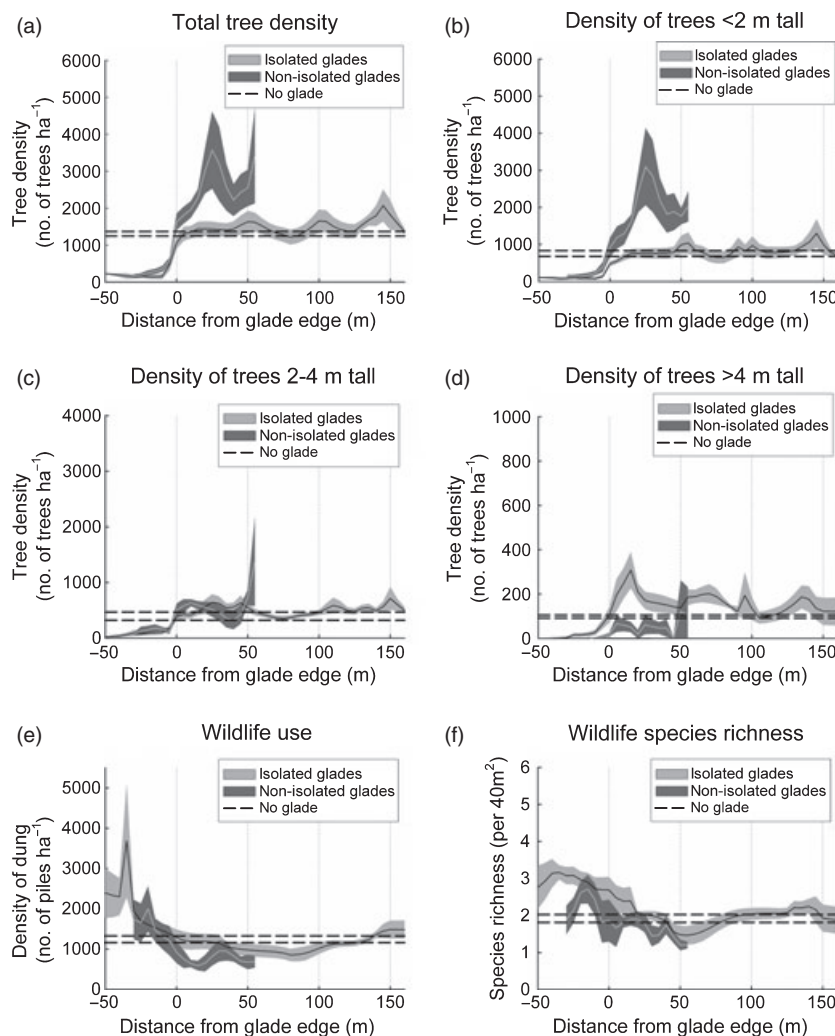 (a) Total tree density
Isolated glades
Non-isolated glades
No glade
Tree density
(no. of trees ha⁻¹)
6000
5000
4000
3000
2000
1000
0
−50 0 50 100 150
Distance from glade edge (m)
(b) Density of trees <2 m tall
Isolated glades
Non-isolated glades
No glade
Tree density
(no. of trees ha⁻¹)
6000
5000
4000
3000
2000
1000
0
−50 0 50 100 150
Distance from glade edge (m)
(c) Density of trees 2-4 m tall
Isolated glades
Non-isolated glades
No glade
Tree density
(no. of trees ha⁻¹)
4000
3000
2000
1000
0
−50 0 50 100 150
Distance from glade edge (m)
(d) Density of trees >4 m tall
Isolated glades
Non-isolated glades
No glade
Tree density
(no. of trees ha⁻¹)
1000
800
600
400
200
0
−50 0 50 100 150
Distance from glade edge (m)
(e) Wildlife use
Isolated glades
Non-isolated glades
No glade
Density of dung
(no. of piles ha⁻¹)
5000
4000
3000
2000
1000
0
−50 0 50 100 150
Distance from glade edge (m)
(f) Wildlife species richness
Isolated glades
Non-isolated glades
No glade
Species richness (per 40m²)
6
5
4
3
2
1
0
−50 0 50 100 150
Distance from glade edge (m)